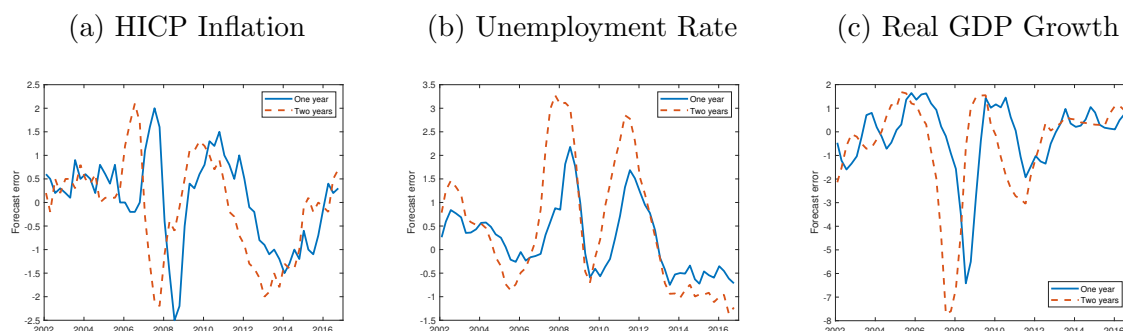 (a) HICP Inflation
(b) Unemployment Rate
(c) Real GDP Growth
2.5
2
1.5
1
0.5
0
-0.5
-1
-1.5
-2
-2.5
Forecast error
One year
Two years
2002 2004 2006 2008 2010 2012 2014 2016
3.5
3
2.5
2
1.5
1
0.5
0
-0.5
-1
-1.5
Forecast error
One year
Two years
2002 2004 2006 2008 2010 2012 2014 2016
2
1
0
-1
-2
-3
-4
-5
-6
-7
-8
Forecast error
One year
Two years
2002 2004 2006 2008 2010 2012 2014 2016